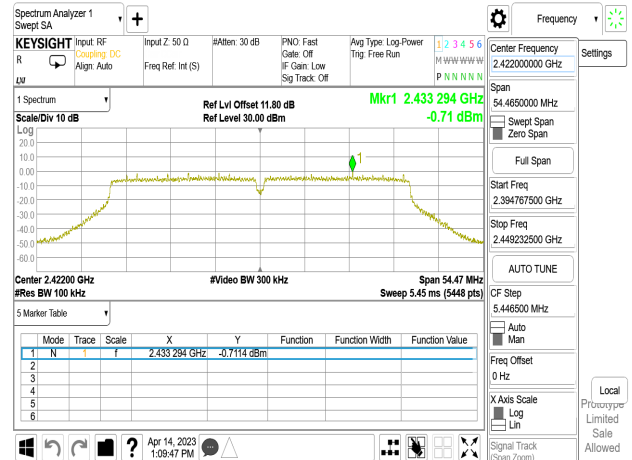 Spectrum Analyzer 1
Swept SA
Frequency
KEYSIGHT
R
Input: RF
Coupling: DC
Align: Auto
Input Z: 50 Ω
Freq Ref: Int (S)
#Atten: 30 dB
PNO: Fast
Gate: Off
IF Gain: Low
Sig Track: Off
Avg Type: Log-Power
Trig: Free Run
1 2 3 4 5 6
M W W W W W
P N N N N N
1 Spectrum
Scale/Div 10 dB
Ref Lvl Offset 11.80 dB
Ref Level 30.00 dBm
Mkr1 2.433 294 GHz
-0.71 dBm
Log
20.0
10.0
0.00
-10.0
-20.0
-30.0
-40.0
-50.0
-60.0
1
Center 2.42200 GHz
#Res BW 100 kHz
#Video BW 300 kHz
Span 54.47 MHz
Sweep 5.45 ms (5448 pts)
5 Marker Table
Mode Trace Scale X Y Function Function Width Function Value
1 N 1 f 2.433 294 GHz -0.7114 dBm
2
3
4
5
6
Apr 14, 2023
1:09:47 PM
?
Center Frequency
2.422000000 GHz
Settings
Span
54.4650000 MHz
Swept Span
Zero Span
Full Span
Start Freq
2.394767500 GHz
Stop Freq
2.449232500 GHz
AUTO TUNE
CF Step
5.446500 MHz
Auto
Man
Freq Offset
0 Hz
X Axis Scale
Log
Lin
Signal Track
(Span Zoom)
Local
Prototype
Limited
Sale
Allowed